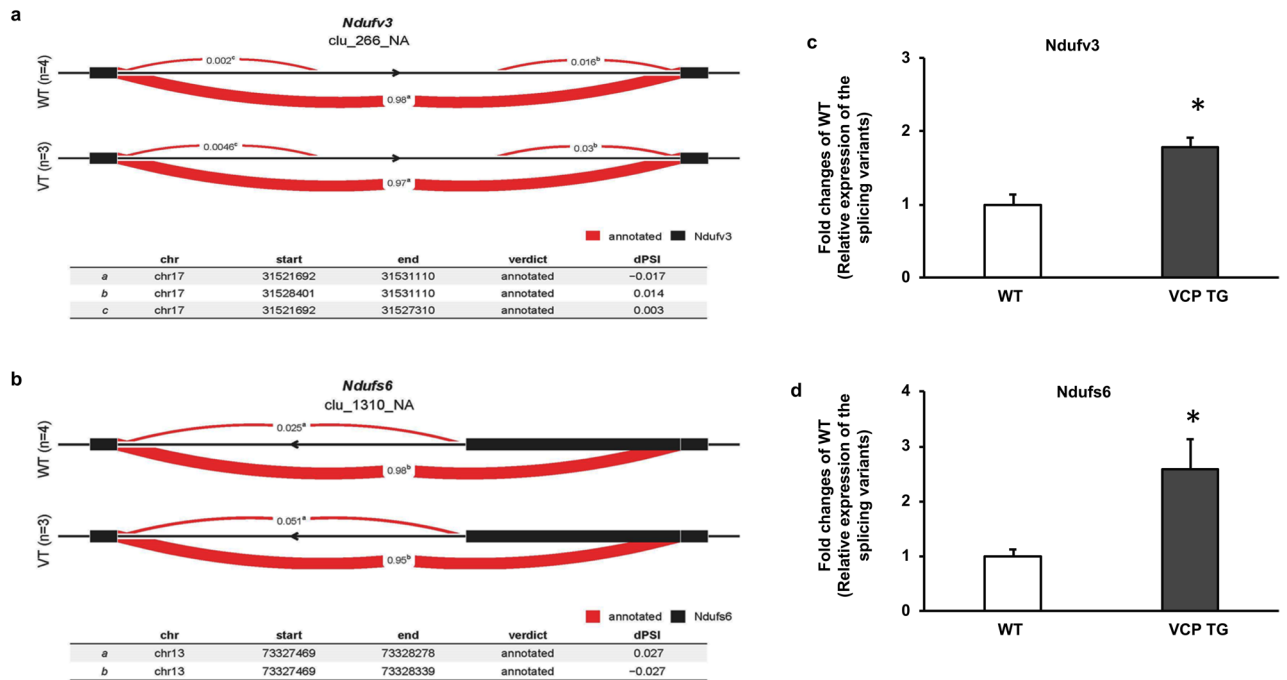 a
Ndufv3
clu_266_NA
WT (n=4)
0.002c
0.016b
0.98a
VT (n=3)
0.0046c
0.03b
0.97a
annotated Ndufv3
chr start end verdict dPSI
a chr17 31521692 31531110 annotated −0.017
b chr17 31528401 31531110 annotated 0.014
c chr17 31521692 31527310 annotated 0.003
b
Ndufs6
clu_1310_NA
WT (n=4)
0.025a
0.98b
VT (n=3)
0.051a
0.95b
annotated Ndufs6
chr start end verdict dPSI
a chr13 73327469 73328278 annotated 0.027
b chr13 73327469 73328339 annotated −0.027
c
Ndufv3
Fold changes of WT
(Relative expression of the
splicing variants)
3
2
1
0
*
WT VCP TG
d
Ndufs6
Fold changes of WT
(Relative expression of the
splicing variants)
4
3
2
1
0
*
WT VCP TG